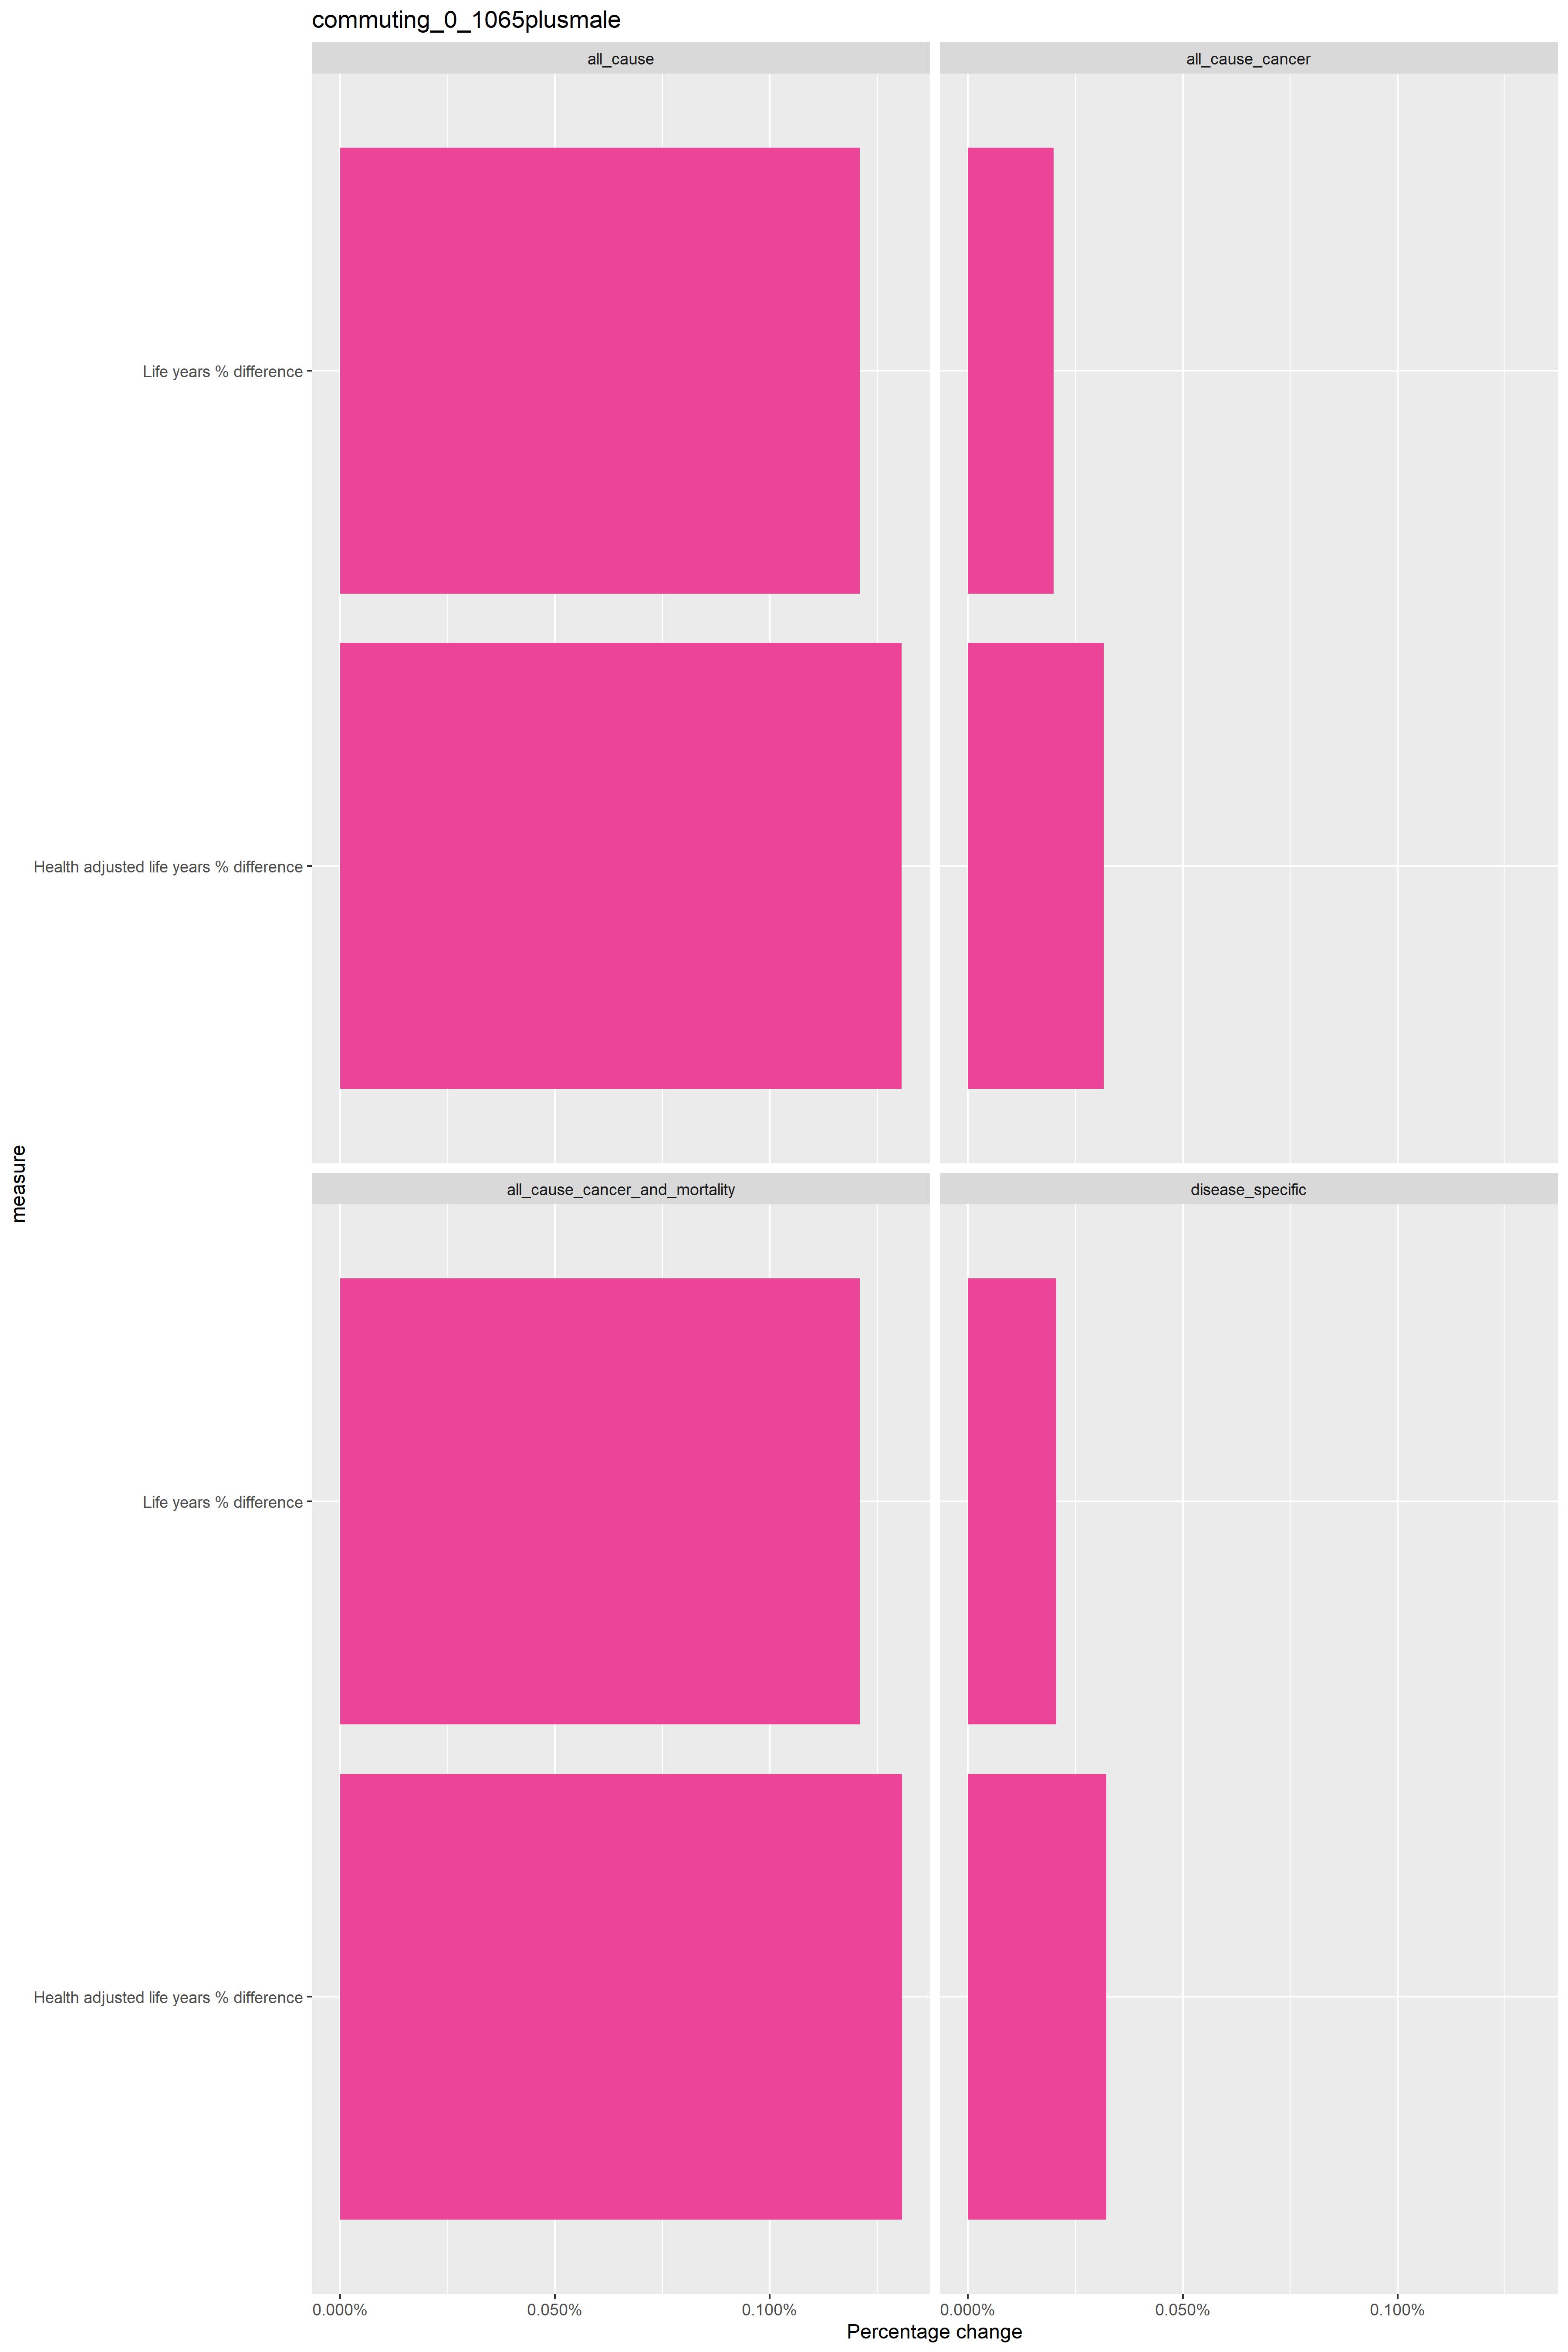 commuting_0_1065plusmale
all_cause
all_cause_cancer
Life years % difference
Health adjusted life years % difference
measure
all_cause_cancer_and_mortality
disease_specific
Life years % difference
Health adjusted life years % difference
0.000%
0.050%
0.100%
0.000%
0.050%
0.100%
Percentage change